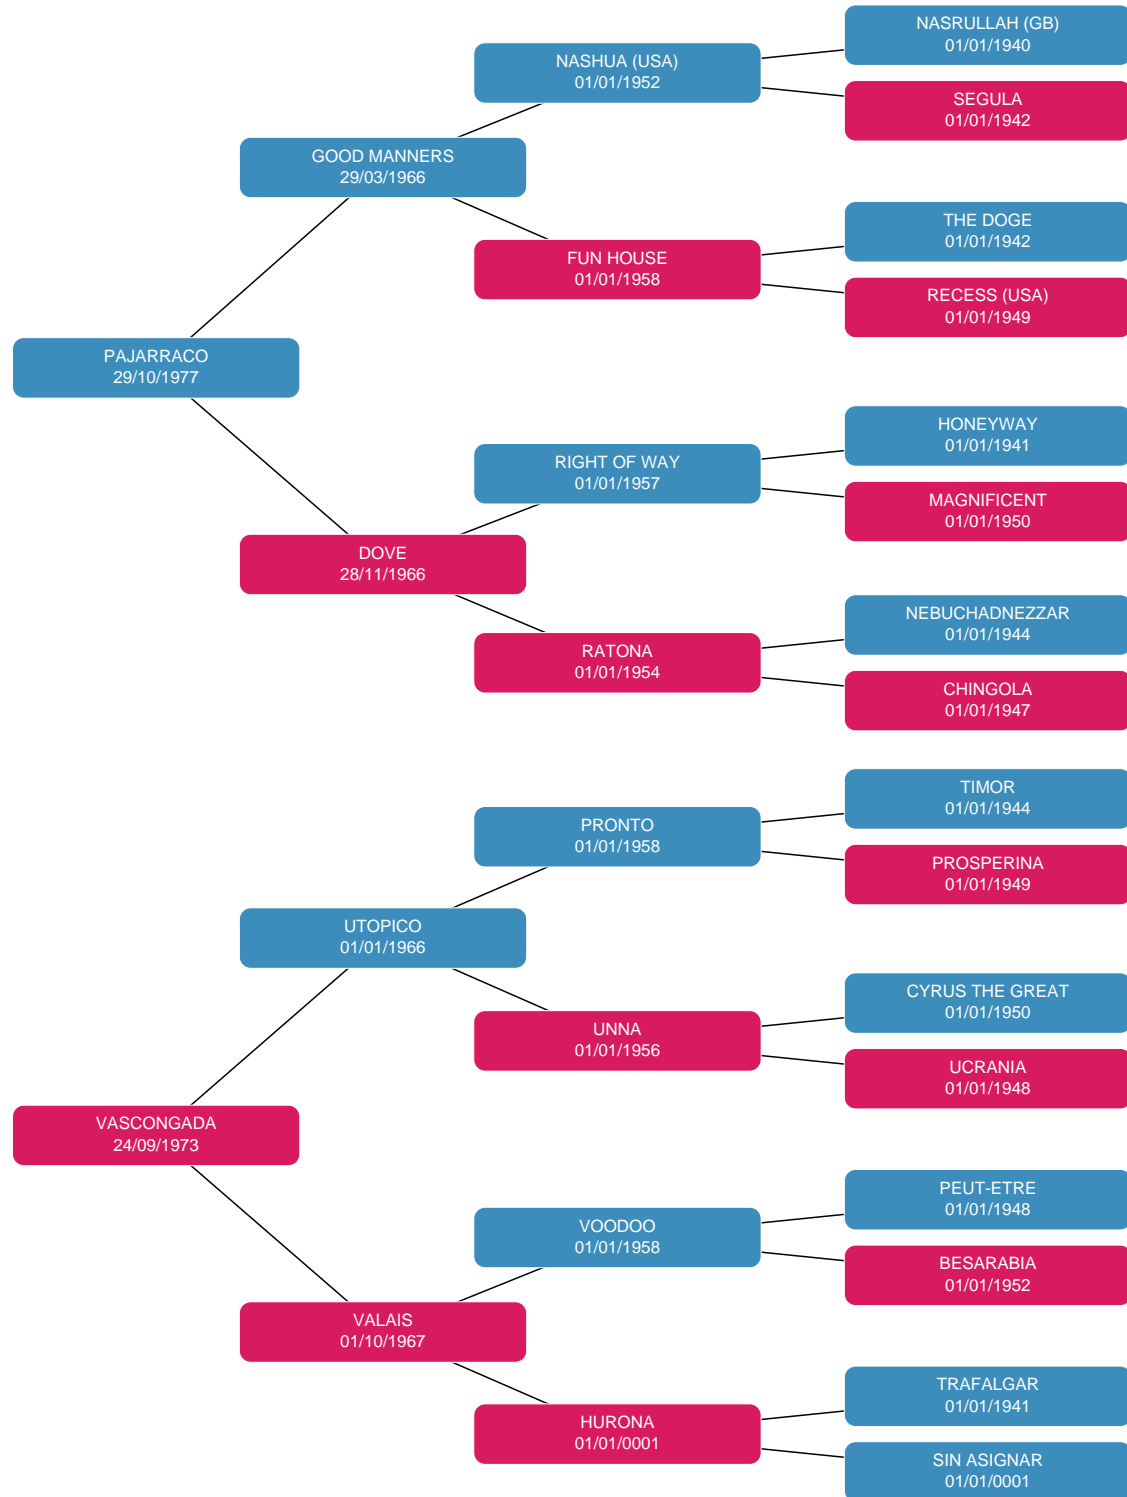 NASRULLAH (GB)
01/01/1940
NASHUA (USA)
01/01/1952
SEGULA
01/01/1942
GOOD MANNERS
29/03/1966
THE DOGE
01/01/1942
FUN HOUSE
01/01/1958
RECESS (USA)
01/01/1949
PAJARRACO
29/10/1977
HONEYWAY
01/01/1941
RIGHT OF WAY
01/01/1957
MAGNIFICENT
01/01/1950
DOVE
28/11/1966
NEBUCHADNEZZAR
01/01/1944
RATONA
01/01/1954
CHINGOLA
01/01/1947
TIMOR
01/01/1944
PRONTO
01/01/1958
PROSPERINA
01/01/1949
UTOPICO
01/01/1966
CYRUS THE GREAT
01/01/1950
UNNA
01/01/1956
UCRANIA
01/01/1948
VASCONGADA
24/09/1973
PEUT-ETRE
01/01/1948
VOODOO
01/01/1958
BESARABIA
01/01/1952
VALAIS
01/10/1967
TRAFALGAR
01/01/1941
HURONA
01/01/0001
SIN ASIGNAR
01/01/0001